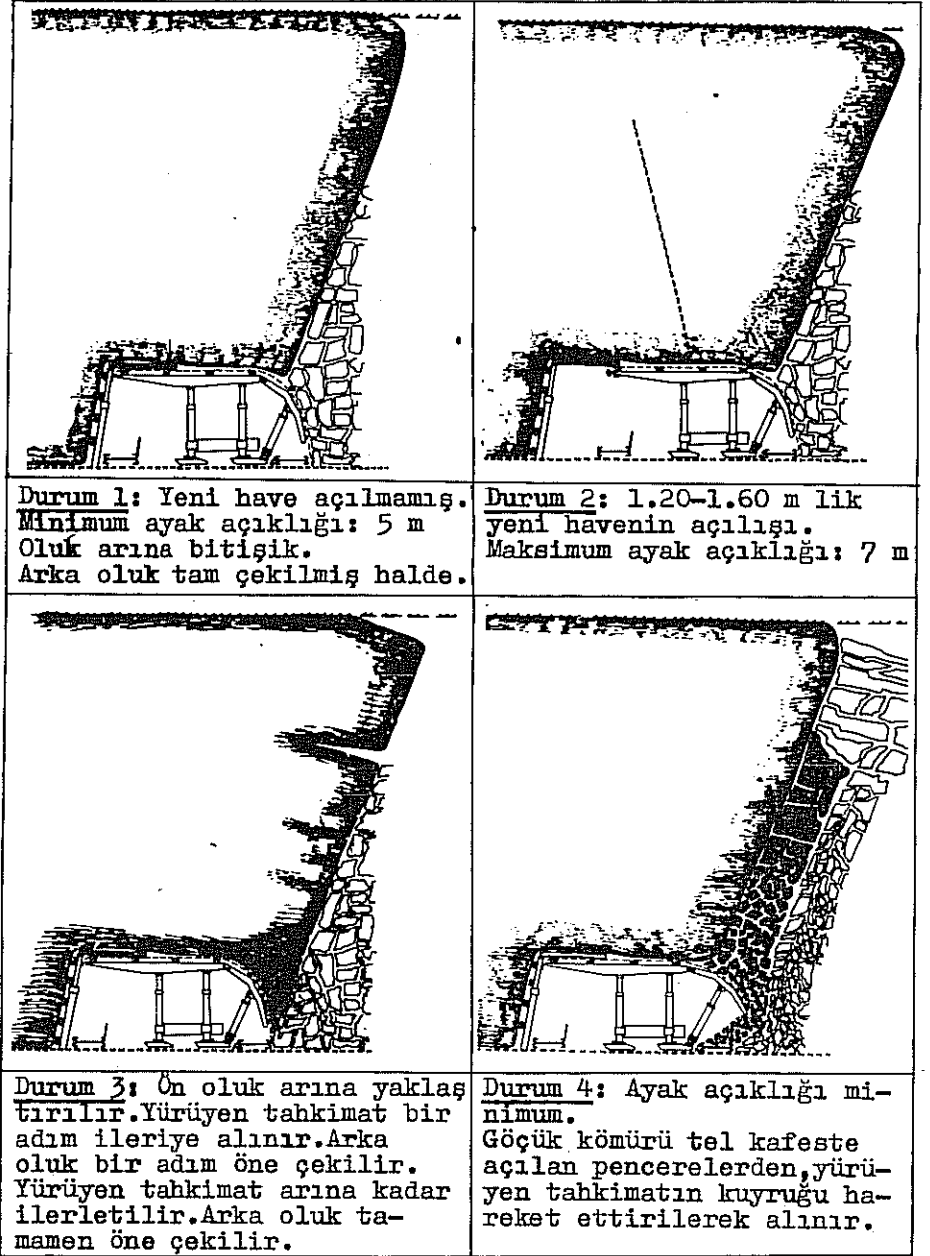 Durum 1: Yeni have açılmamış.
Minimum ayak açıklığı: 5 m
Oluk arına bitişik.
Arka oluk tam çekilmiş halde.
Durum 2: 1.20-1.60 m lik
yeni havenin açılışı.
Maksimum ayak açıklığı: 7 m
Durum 3: Ön oluk arına yaklaş
tırılır.Yürüyen tahkimat bir
adım ileriye alınır.Arka
oluk bir adım öne çekilir.
Yürüyen tahkimat arına kadar
ilerletilir.Arka oluk ta-
mamen öne çekilir.
Durum 4: Ayak açıklığı mi-
nimum.
Göçük kömürü tel kafeste
açılan pencerelerden,yürü-
yen tahkimatın kuyruğu ha-
reket ettirilerek alınır.